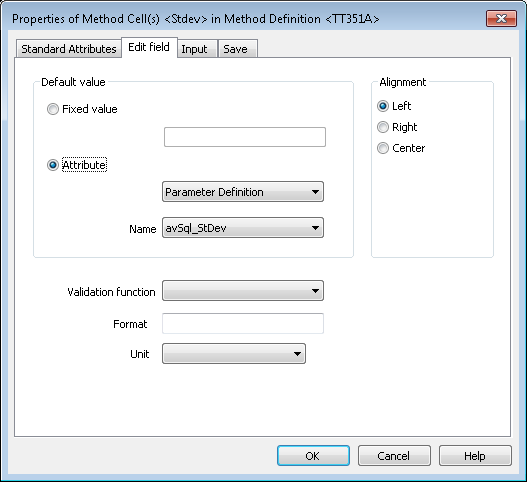 Properties of Method Cell(s) <Stdev> in Method Definition <TT351A>
Standard Attributes Edit field Input Save
Default value
Alignment
Fixed value
Left
Right
Center
Attribute
Parameter Definition
Name avSql_StDev
Validation function
Format
Unit
OK Cancel Help